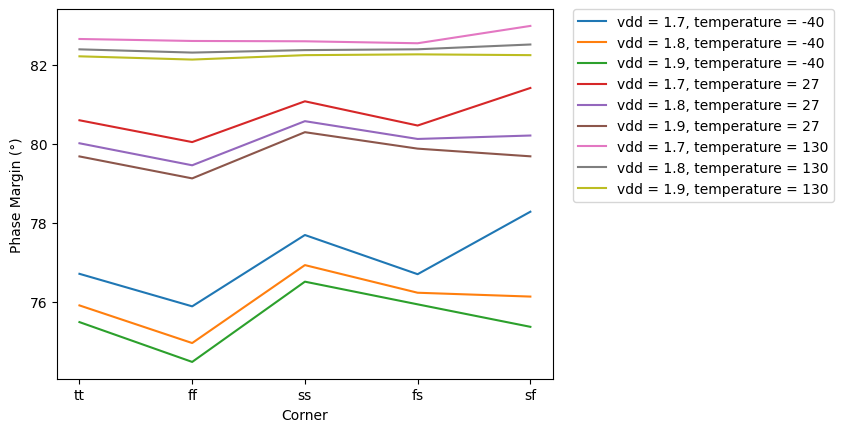 82
80
78
76
Phase Margin (°)
tt ff ss fs sf
Corner
vdd = 1.7, temperature = -40
vdd = 1.8, temperature = -40
vdd = 1.9, temperature = -40
vdd = 1.7, temperature = 27
vdd = 1.8, temperature = 27
vdd = 1.9, temperature = 27
vdd = 1.7, temperature = 130
vdd = 1.8, temperature = 130
vdd = 1.9, temperature = 130